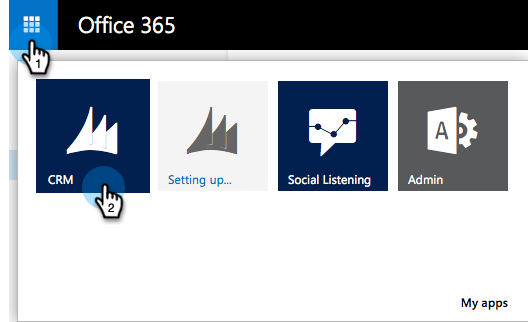 Office 365
1
CRM
Setting up...
Social Listening
A
Admin
2
My apps